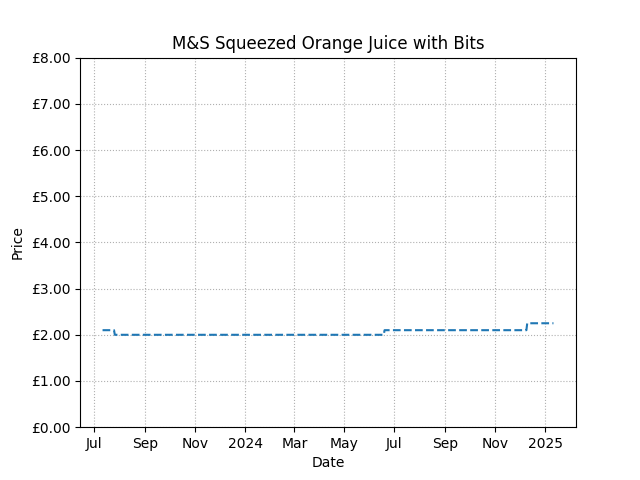 M&S Squeezed Orange Juice with Bits
£8.00
£7.00
£6.00
£5.00
£4.00
£3.00
£2.00
£1.00
£0.00
Price
Jul Sep Nov 2024 Mar May Jul Sep Nov 2025
Date